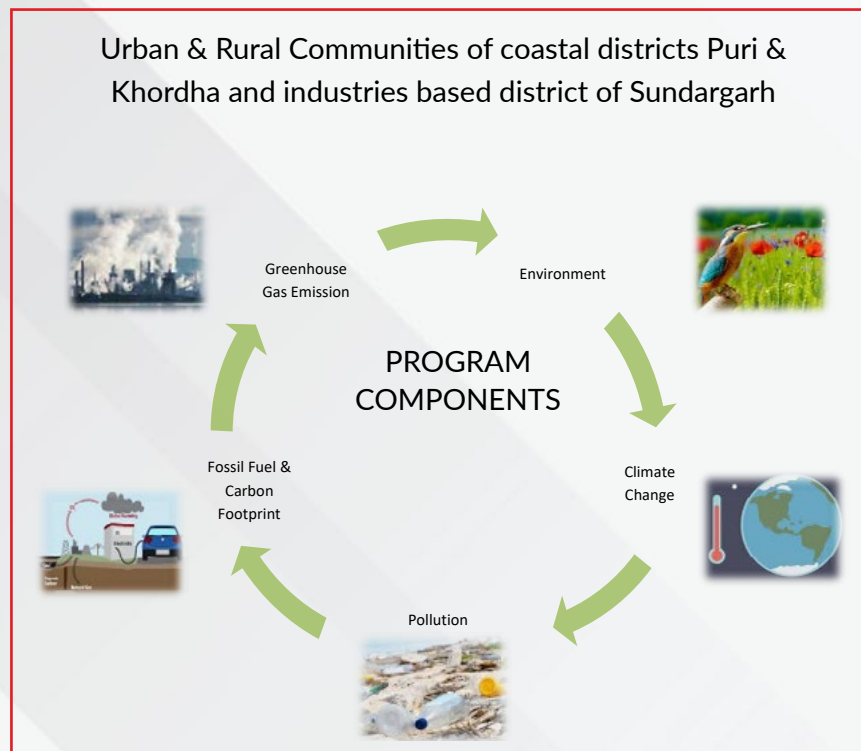 Urban & Rural Communities of coastal districts Puri &
Khordha and industries based district of Sundargarh
Greenhouse
Gas Emission
Environment
PROGRAM
COMPONENTS
Fossil Fuel &
Carbon
Footprint
Climate
Change
Pollution